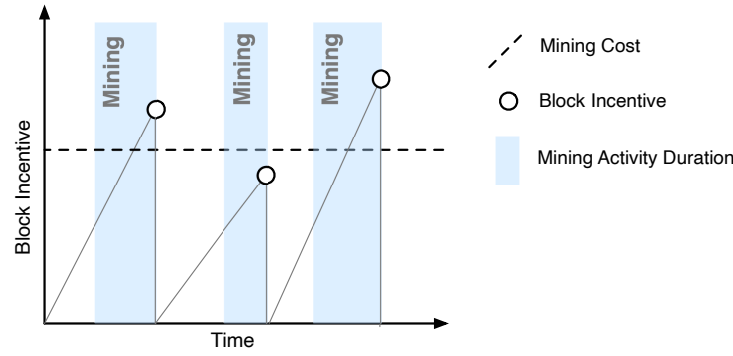 Mining
Mining
Mining
Mining Cost
Block Incentive
Mining Activity Duration
Block Incentive
Time